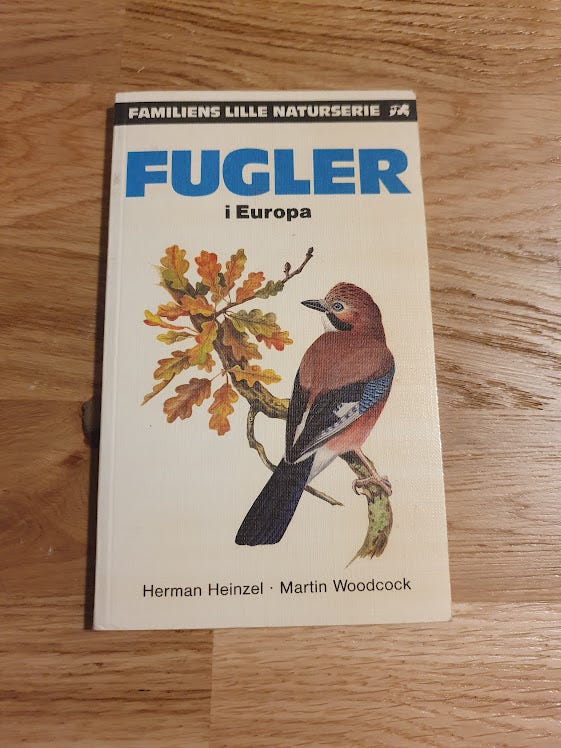 FAMILIENS LILLE NATURSERIE
FUGLER
i Europa
Herman Heinzel · Martin Woodcock